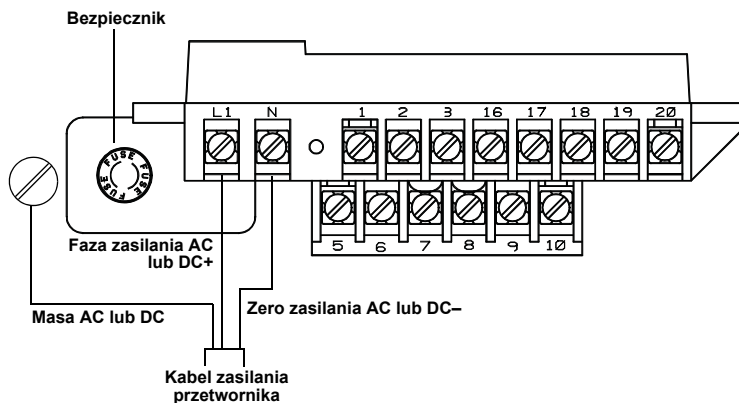 Bezpiecznik
L1 N 1 2 3 16 17 18 19 20
FUSE FUSE FUSE
5 6 7 8 9 10
Faza zasilania AC
lub DC+
Masa AC lub DC
Zero zasilania AC lub DC–
Kabel zasilania
przetwornika